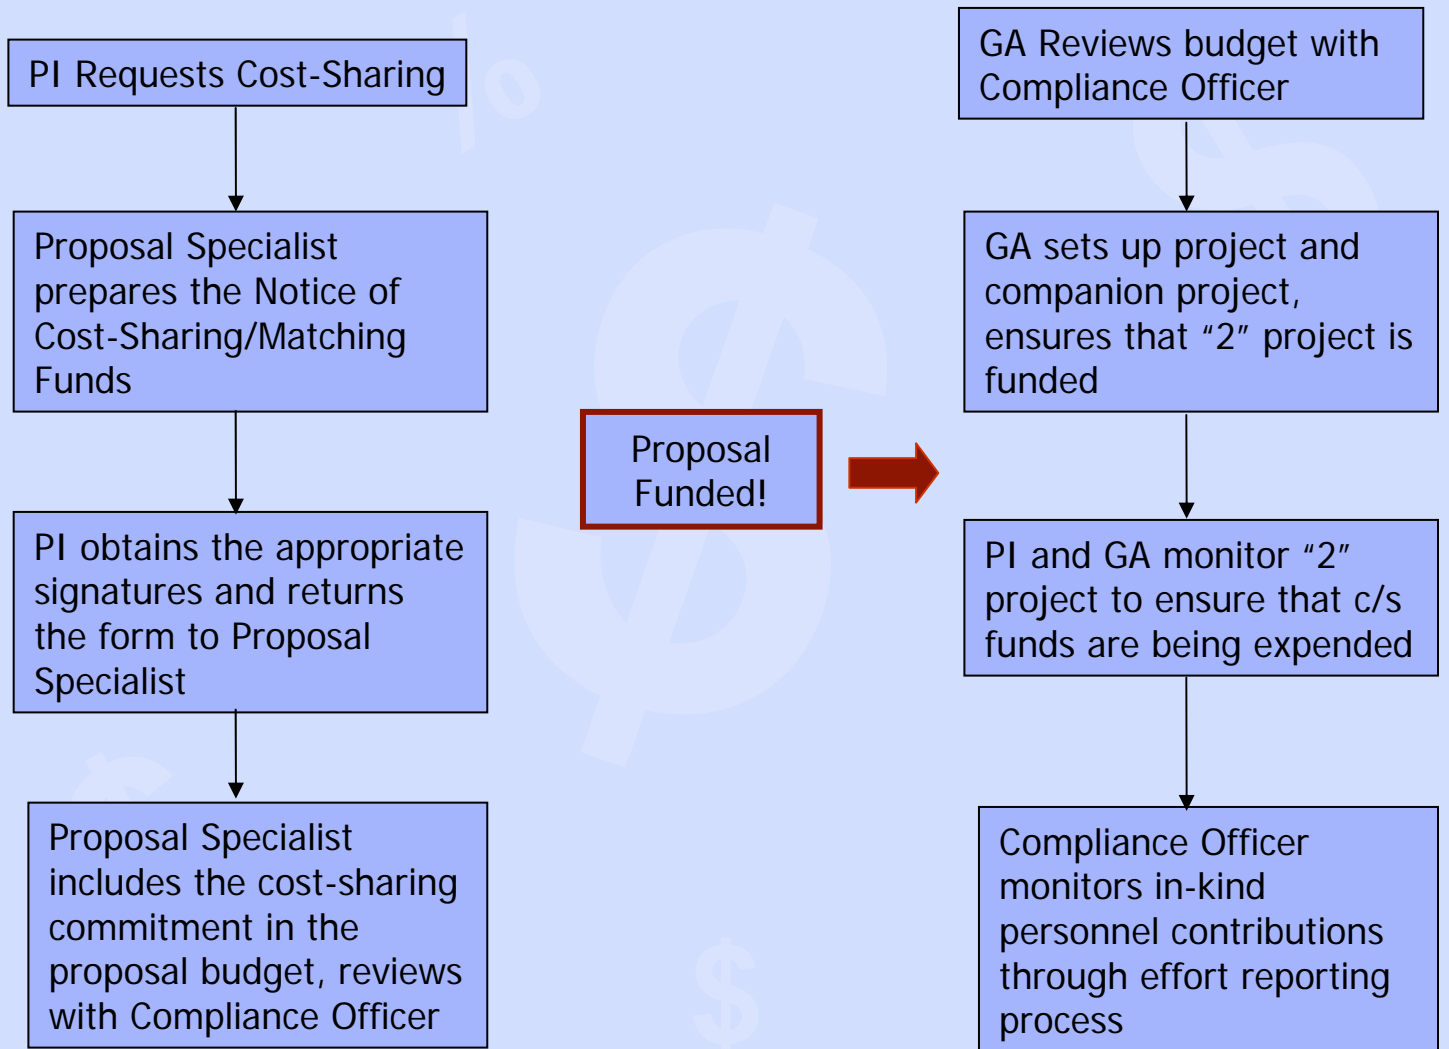 PI Requests Cost-Sharing
Proposal Specialist
prepares the Notice of
Cost-Sharing/Matching
Funds
PI obtains the appropriate
signatures and returns
the form to Proposal
Specialist
Proposal Specialist
includes the cost-sharing
commitment in the
proposal budget, reviews
with Compliance Officer
Proposal
Funded!
GA Reviews budget with
Compliance Officer
GA sets up project and
companion project,
ensures that “2” project is
funded
PI and GA monitor “2”
project to ensure that c/s
funds are being expended
Compliance Officer
monitors in-kind
personnel contributions
through effort reporting
process